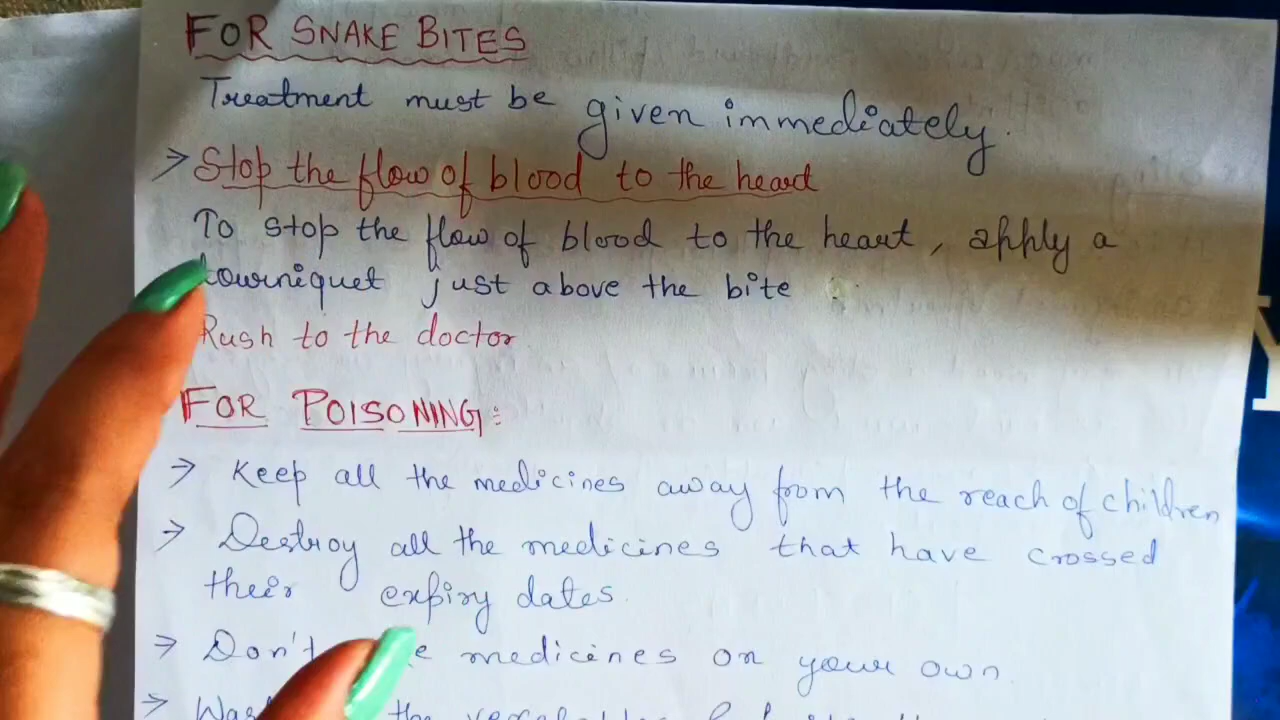 FOR SNAKE BITES
Treatment must be given immediately.
→ Stop the flow of blood to the heart
To stop the flow of blood to the heart, apply a
tourniquet just above the bite
Rush to the doctor
FOR POISONING:
→ Keep all the medicines away from the reach of children
→ Destroy all the medicines that have crossed
their expiry dates.
→ Don't medicines on your own.
→ the
Y